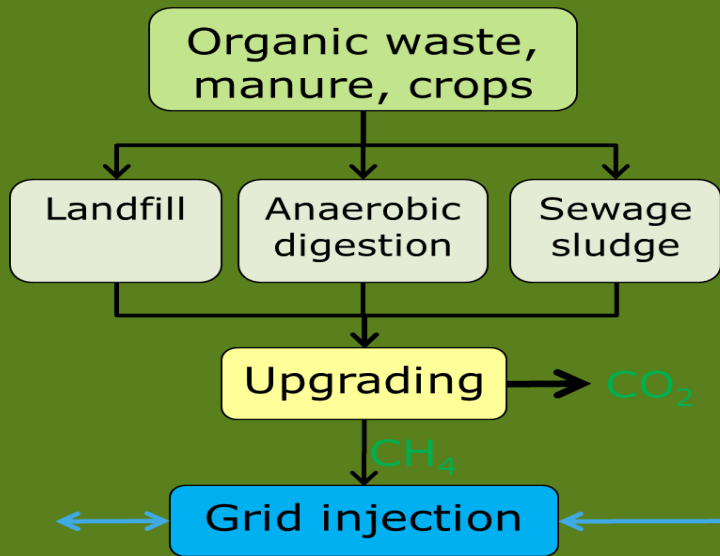 Organic waste,
manure, crops
Landfill
Anaerobic
digestion
Sewage
sludge
Upgrading
CO₂
CH₄
Grid injection